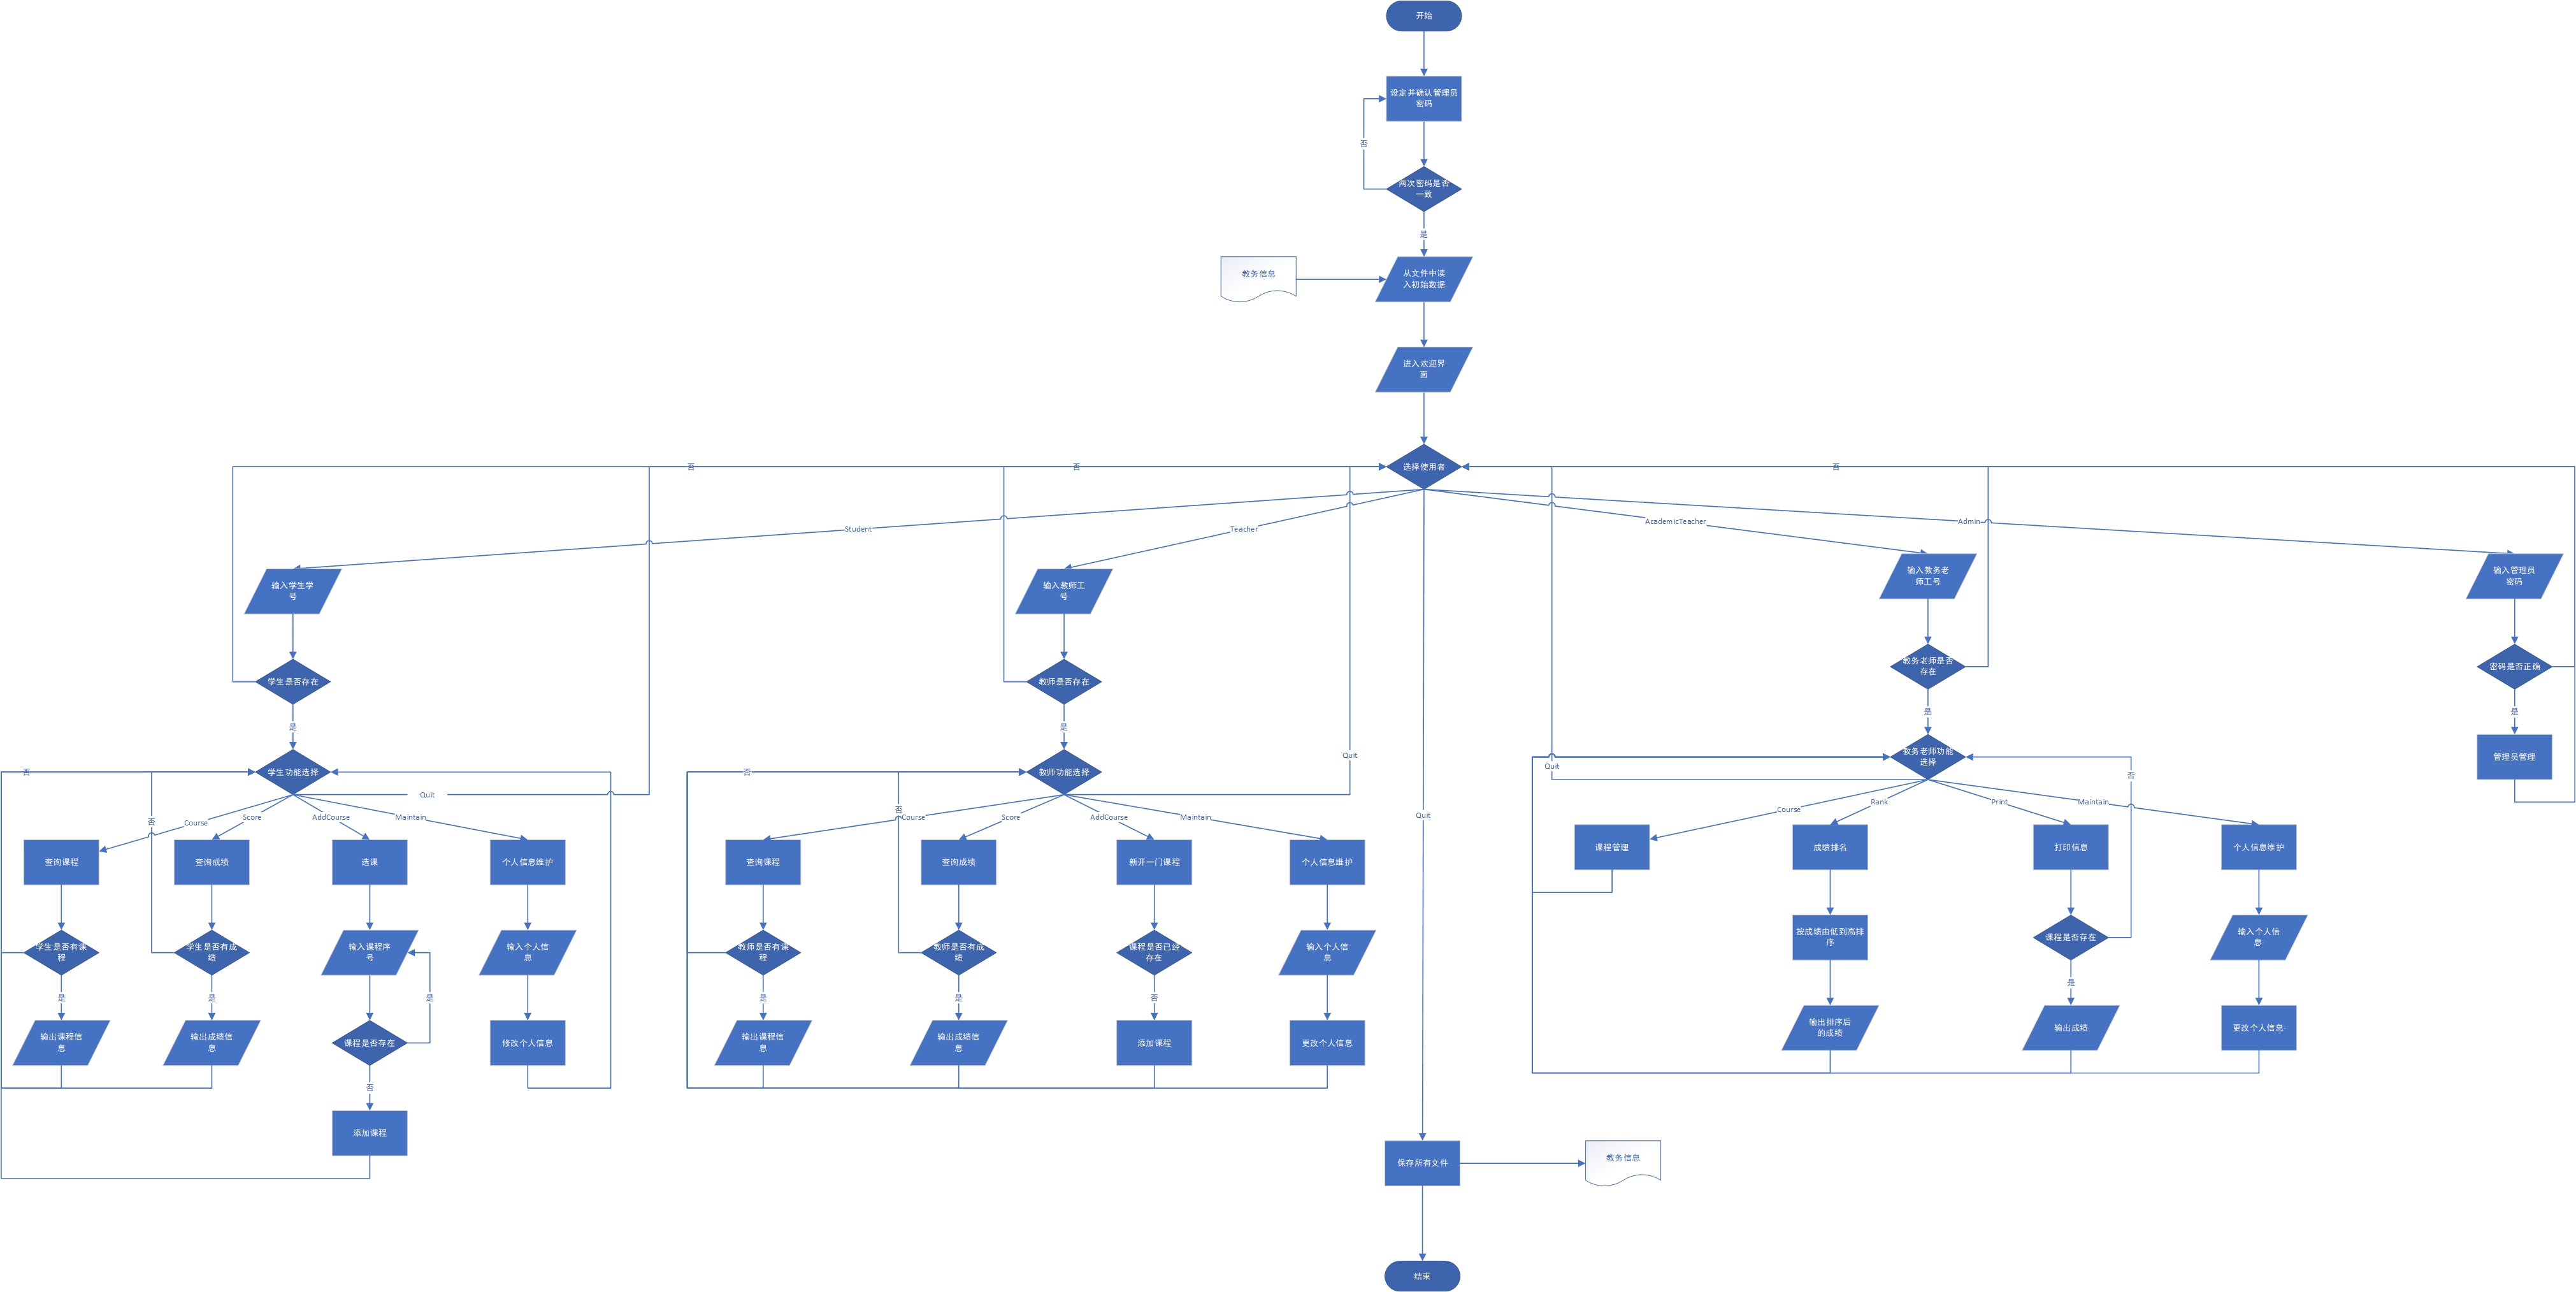 开始
设定并确认管理员
密码
否
两次密码是否
一致
是
教务信息
从文件中读
入初始数据
进入欢迎界
面
选择使用者
否
否
否
Student
Teacher
AcademicTeacher
Admin
输入学生学
号
输入教师工
号
输入教务老
师工号
输入管理员
密码
学生是否存在
教师是否存在
教务老师是否
存在
密码是否正确
是
是
是
是
学生功能选择
教师功能选择
教务老师功能
选择
管理员管理
否
否
Quit
Quit
Quit
否
Course
Score
AddCourse
Maintain
否
否
Course
Score
AddCourse
Maintain
Quit
Course
Rank
Print
Maintain
查询课程
查询成绩
选课
个人信息维护
查询课程
查询成绩
新开一门课程
个人信息维护
课程管理
成绩排名
打印信息
个人信息维护
学生是否有课
程
学生是否有成
绩
输入课程序
号
输入个人信
息
教师是否有课
程
教师是否有成
绩
课程是否已经
存在
输入个人信
息
按成绩由低到高排
序
课程是否存在
输入个人信
息
是
是
是
是
是
否
是
输出课程信
息
输出成绩信
息
课程是否存在
修改个人信息
输出课程信
息
输出成绩信
息
添加课程
更改个人信息
输出排序后
的成绩
输出成绩
更改个人信息
否
添加课程
保存所有文件
教务信息
结束